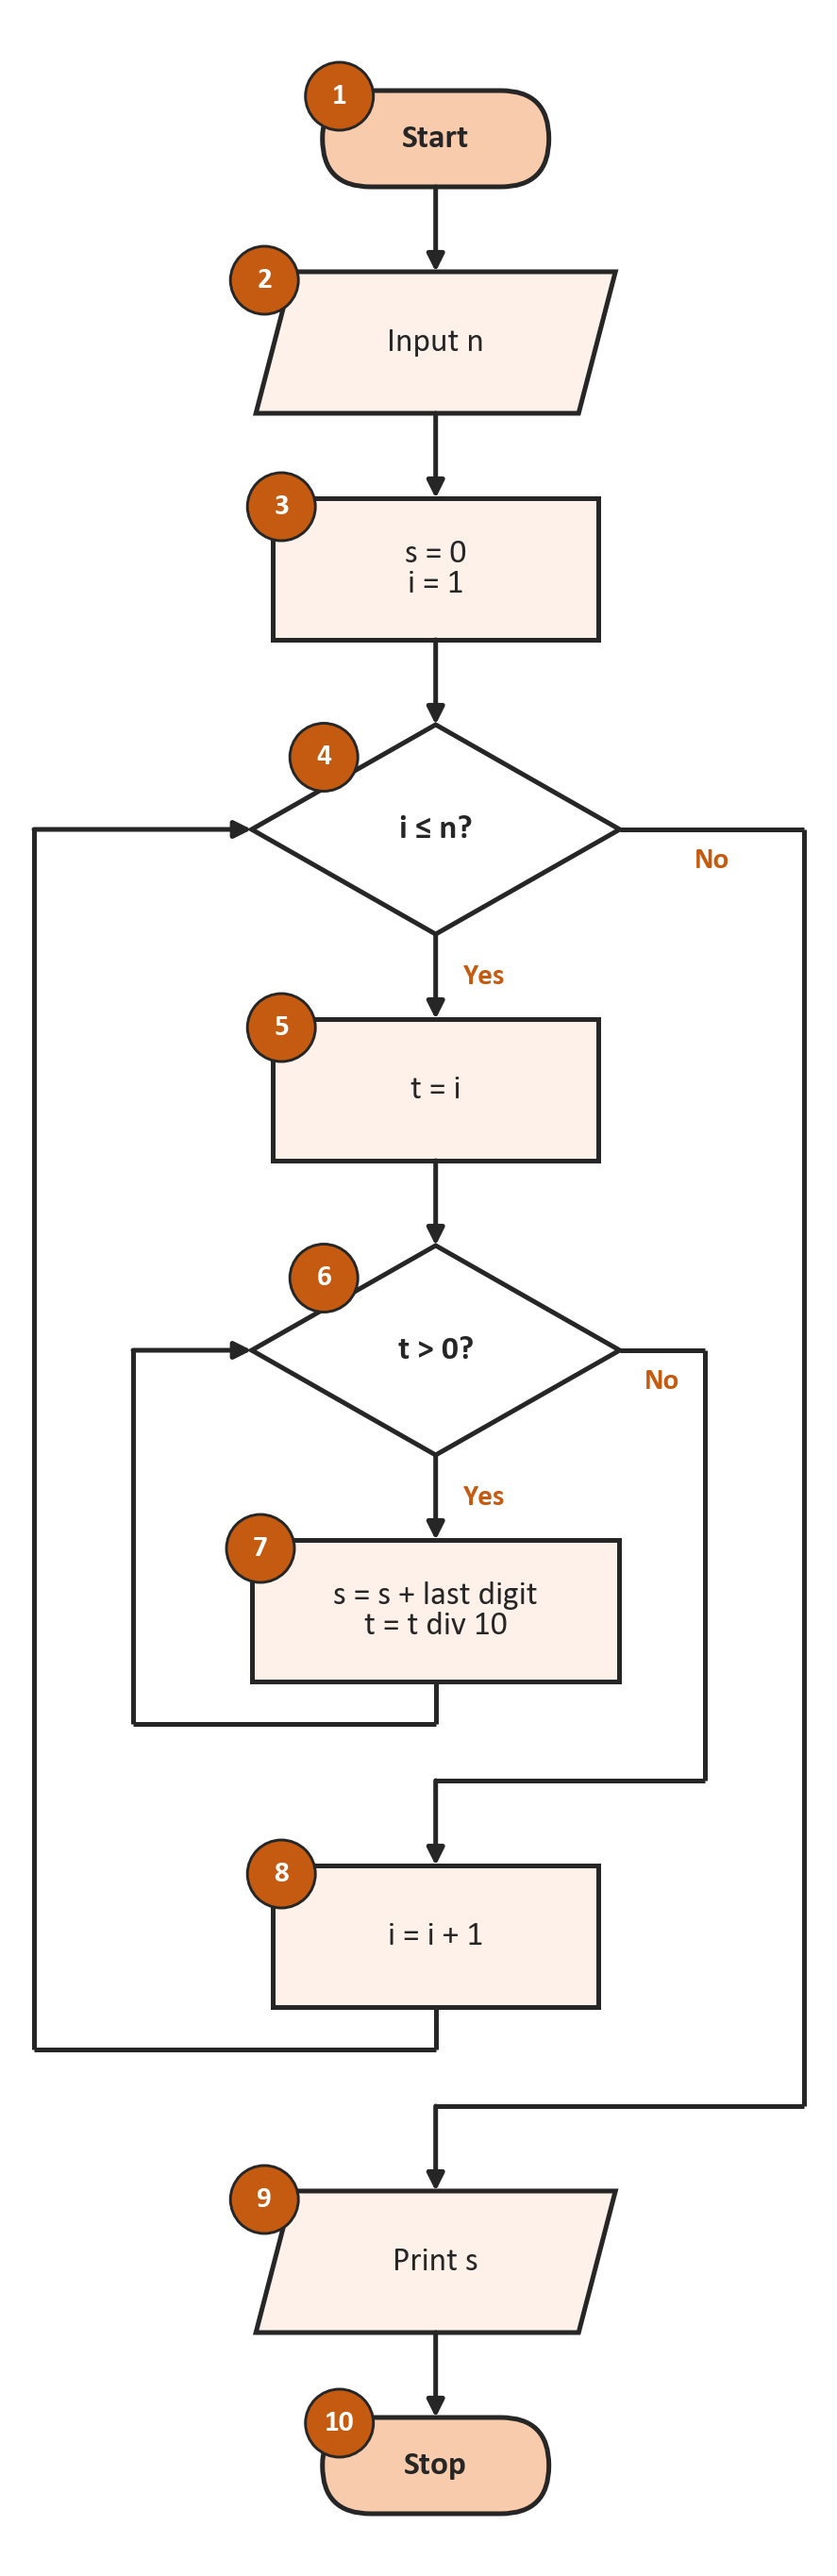 1
Start
2
Input n
3
s = 0
i = 1
4
i ≤ n?
No
Yes
5
t = i
6
t > 0?
No
Yes
7
s = s + last digit
t = t div 10
8
i = i + 1
9
Print s
10
Stop